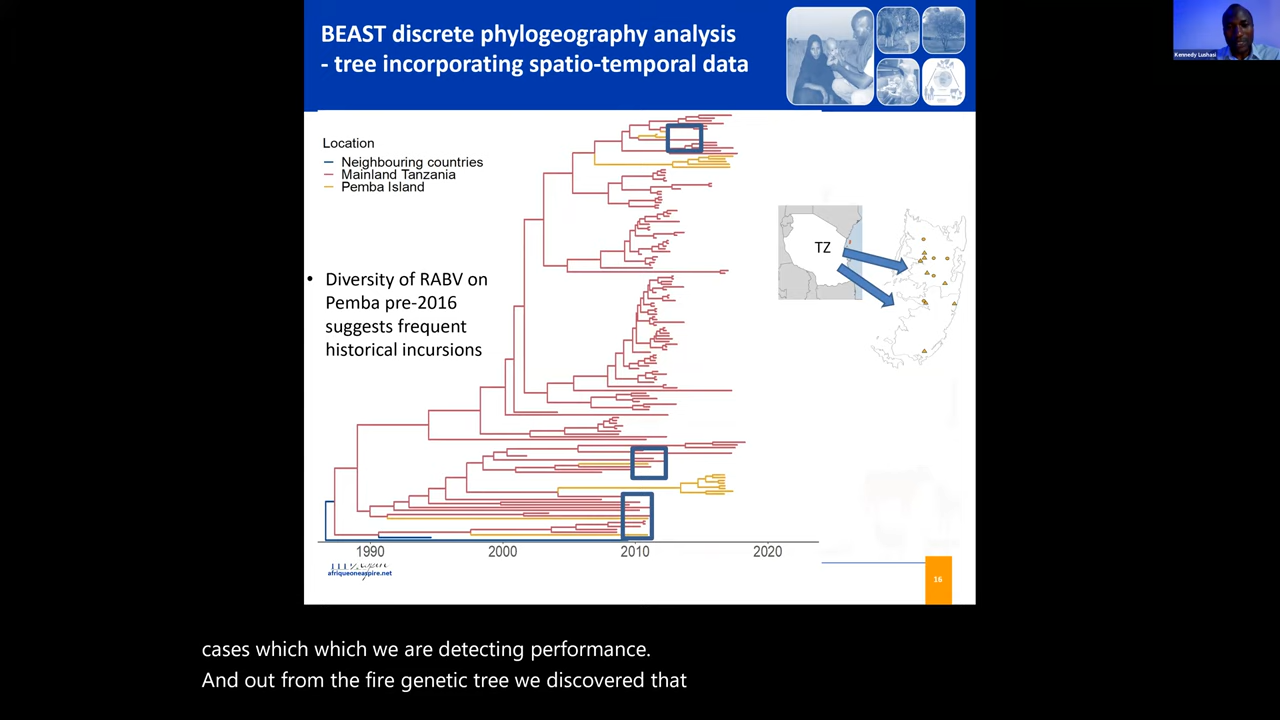 BEAST discrete phylogeography analysis
- tree incorporating spatio-temporal data
Kennedy Lushasi
Location
Neighbouring countries
Mainland Tanzania
Pemba Island
TZ
• Diversity of RABV on
Pemba pre-2016
suggests frequent
historical incursions
1990 2000 2010 2020
afriqueoneaspire.net
16
cases which which we are detecting performance.
And out from the fire genetic tree we discovered that